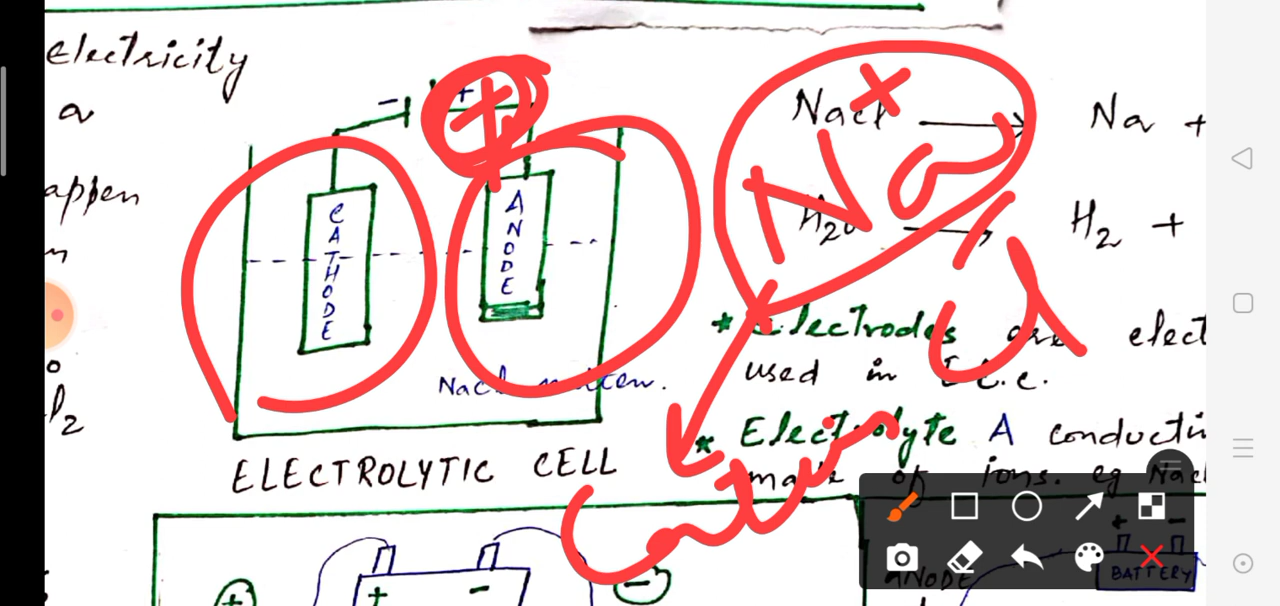 electricity
a
appen
- +
+
CATHODE
ANODE
NaCl molten.
ELECTROLYTIC CELL
NaCl → Na +
H2O → H2 +
Na+
Cl
* Electrodes are elect
used in E.C.
* Electrolyte A conducti
made of ions. eg NaCl
Cation
l2
+
+ -
-
ANODE
+ -
BATTERY